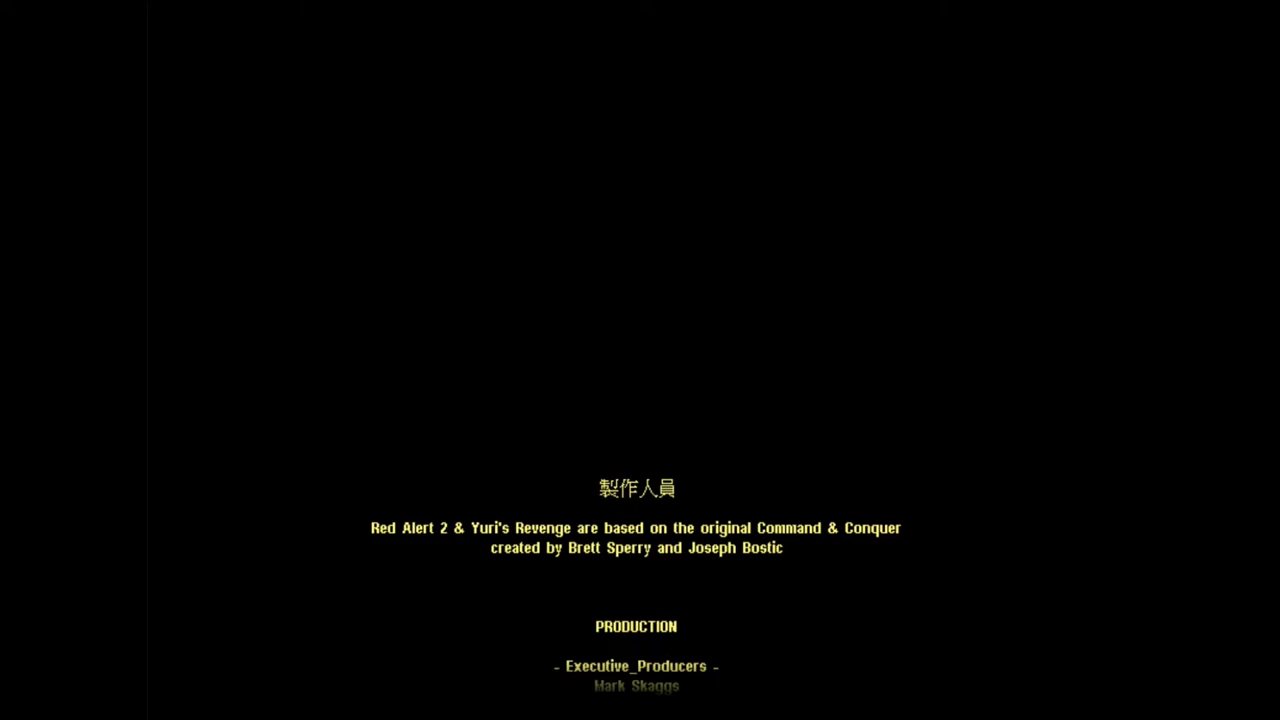 製作人員
Red Alert 2 & Yuri's Revenge are based on the original Command & Conquer
created by Brett Sperry and Joseph Bostic
PRODUCTION
- Executive_Producers -
Mark Skaggs